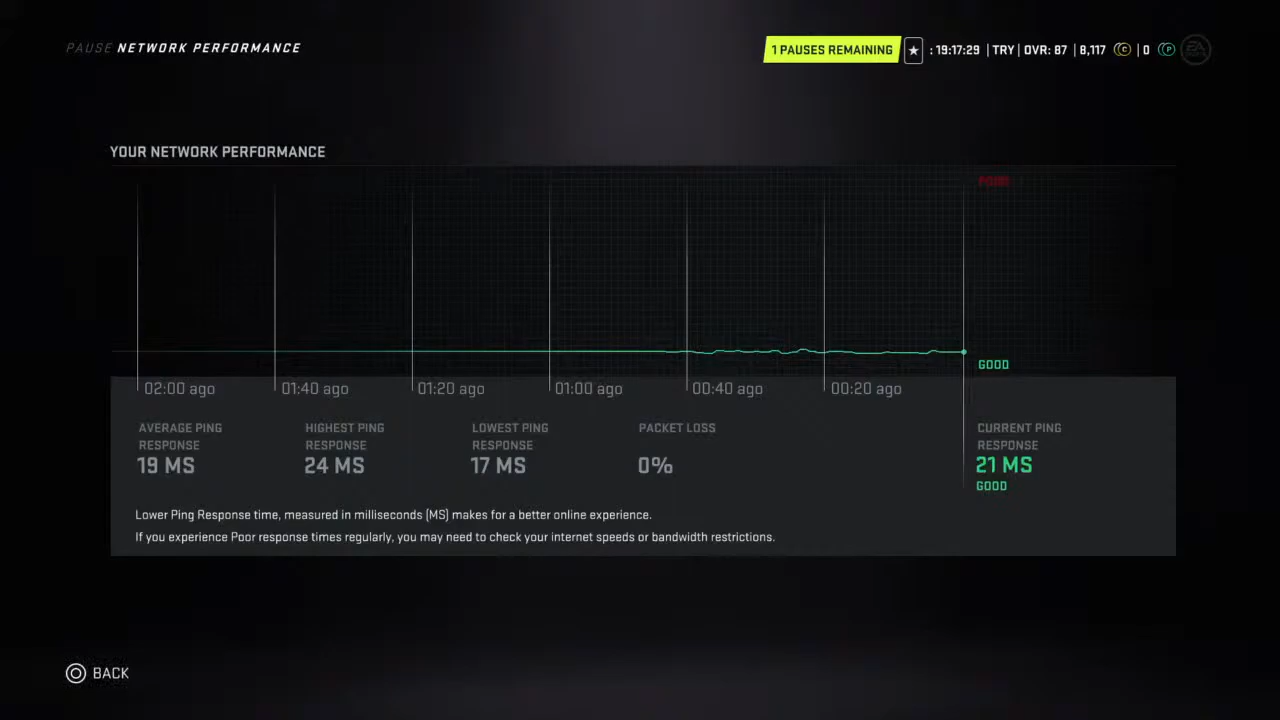 PAUSE NETWORK PERFORMANCE
1 PAUSES REMAINING ★ : 19:17:29 | TRY | OVR: 87 | 8,117 C | 0 P EA
YOUR NETWORK PERFORMANCE
POOR
GOOD
02:00 ago 01:40 ago 01:20 ago 01:00 ago 00:40 ago 00:20 ago
AVERAGE PING RESPONSE
19 MS
HIGHEST PING RESPONSE
24 MS
LOWEST PING RESPONSE
17 MS
PACKET LOSS
0%
CURRENT PING RESPONSE
21 MS
GOOD
Lower Ping Response time, measured in milliseconds (MS) makes for a better online experience.
If you experience Poor response times regularly, you may need to check your internet speeds or bandwidth restrictions.
BACK